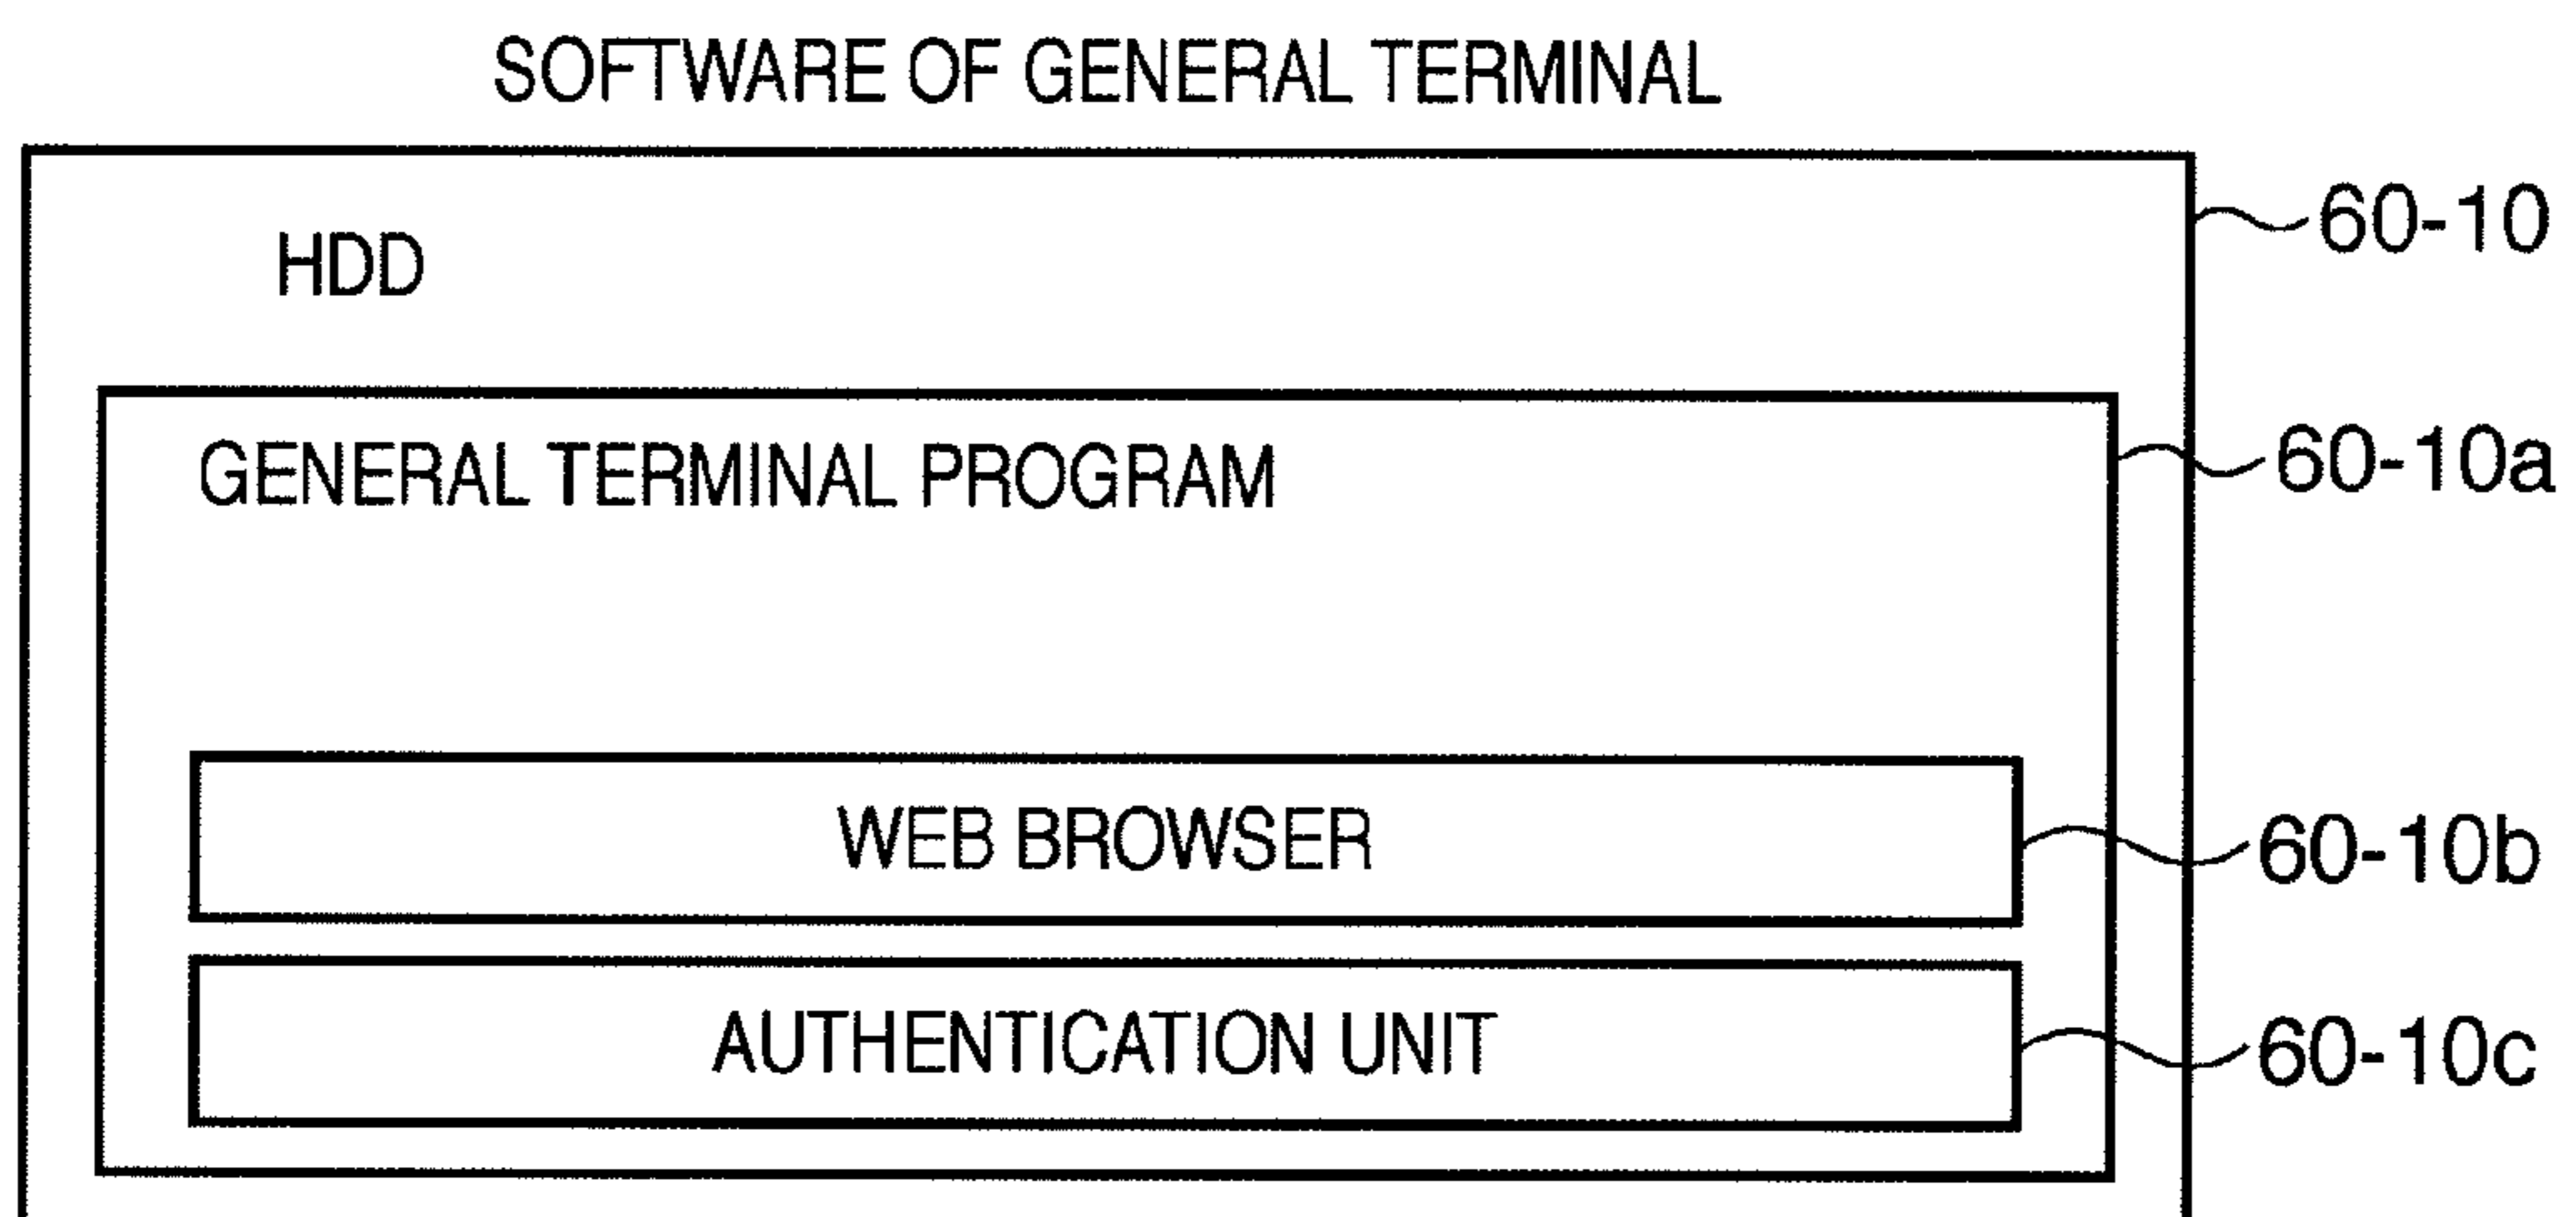 SOFTWARE OF GENERAL TERMINAL
HDD
60-10
GENERAL TERMINAL PROGRAM
60-10a
WEB BROWSER
60-10b
AUTHENTICATION UNIT
60-10c